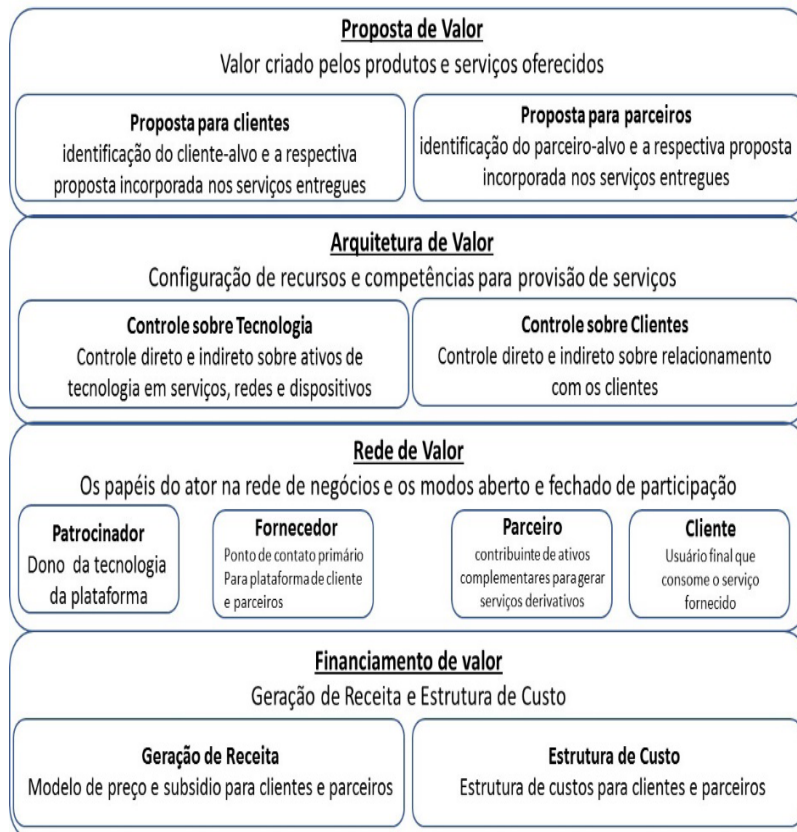 Proposta de Valor
Valor criado pelos produtos e serviços oferecidos
Proposta para clientes
identificação do cliente-alvo e a respectiva
proposta incorporada nos serviços entregues
Proposta para parceiros
identificação do parceiro-alvo e a respectiva proposta
incorporada nos serviços entregues
Arquitetura de Valor
Configuração de recursos e competências para provisão de serviços
Controle sobre Tecnologia
Controle direto e indireto sobre ativos de
tecnologia em serviços, redes e dispositivos
Controle sobre Clientes
Controle direto e indireto sobre relacionamento
com os clientes
Rede de Valor
Os papéis do ator na rede de negócios e os modos aberto e fechado de participação
Patrocinador
Dono da tecnologia
da plataforma
Fornecedor
Ponto de contato primário
Para plataforma de cliente
e parceiros
Parceiro
contribuinte de ativos
complementares para gerar
serviços derivativos
Cliente
Usuário final que
consome o serviço
fornecido
Financiamento de valor
Geração de Receita e Estrutura de Custo
Geração de Receita
Modelo de preço e subsidio para clientes e parceiros
Estrutura de Custo
Estrutura de custos para clientes e parceiros